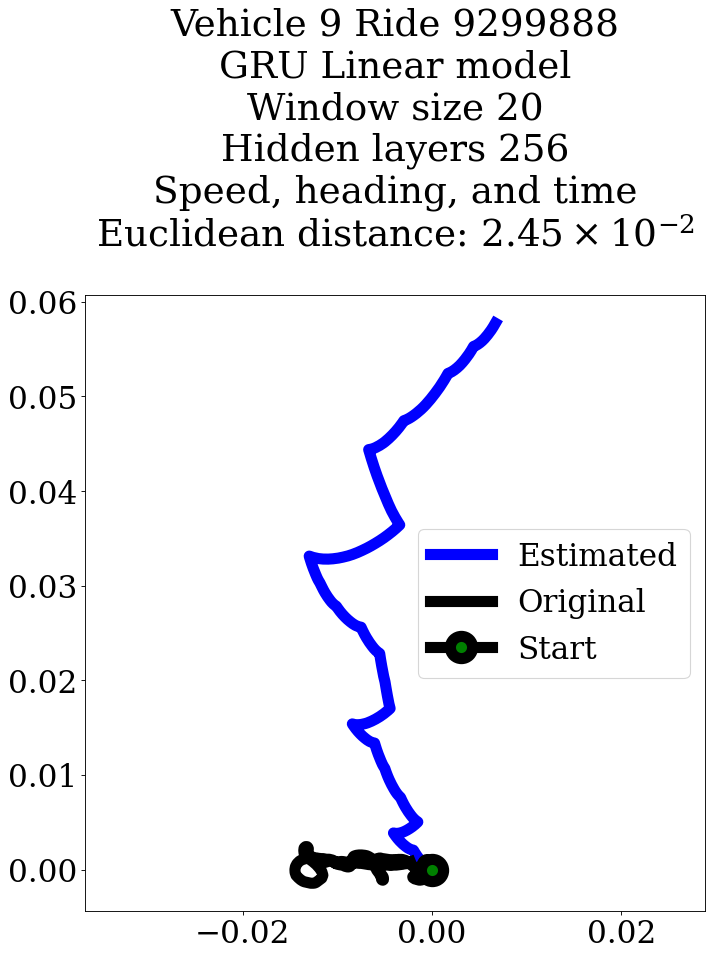 Vehicle 9 Ride 9299888
GRU Linear model
Window size 20
Hidden layers 256
Speed, heading, and time
Euclidean distance: 2.45 × 10⁻²
0.06
0.05
0.04
0.03
0.02
0.01
0.00
Estimated
Original
Start
−0.02 0.00 0.02